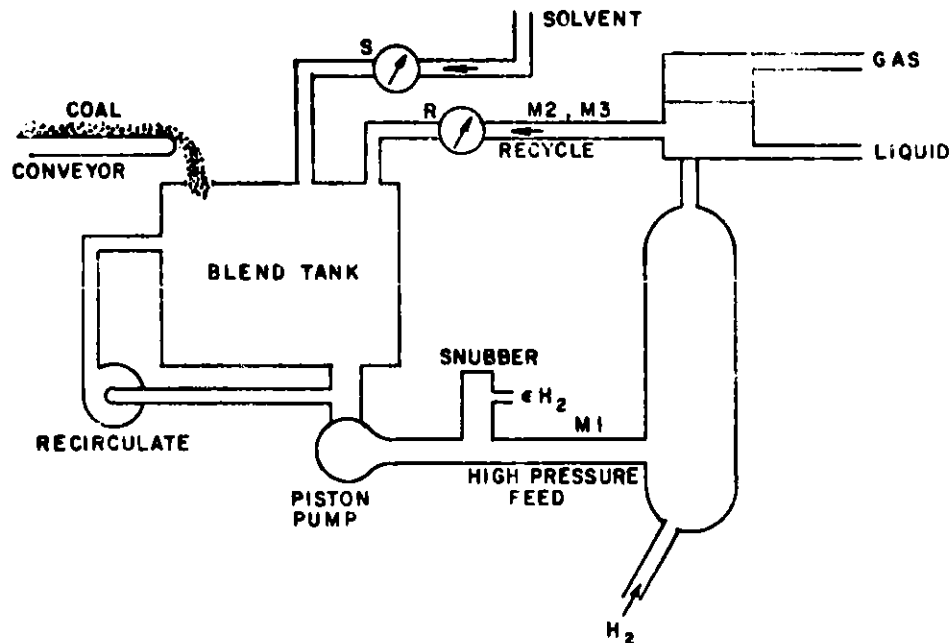 SOLVENT
S
GAS
COAL
R
M2, M3
RECYCLE
LIQUID
CONVEYOR
BLEND TANK
SNUBBER
H2
M1
RECIRCULATE
HIGH PRESSURE
FEED
PISTON
PUMP
H2